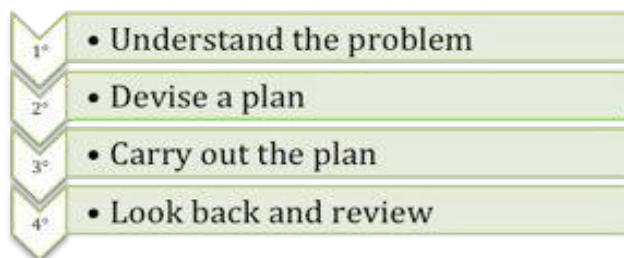 1° • Understand the problem
2° • Devise a plan
3° • Carry out the plan
4° • Look back and review